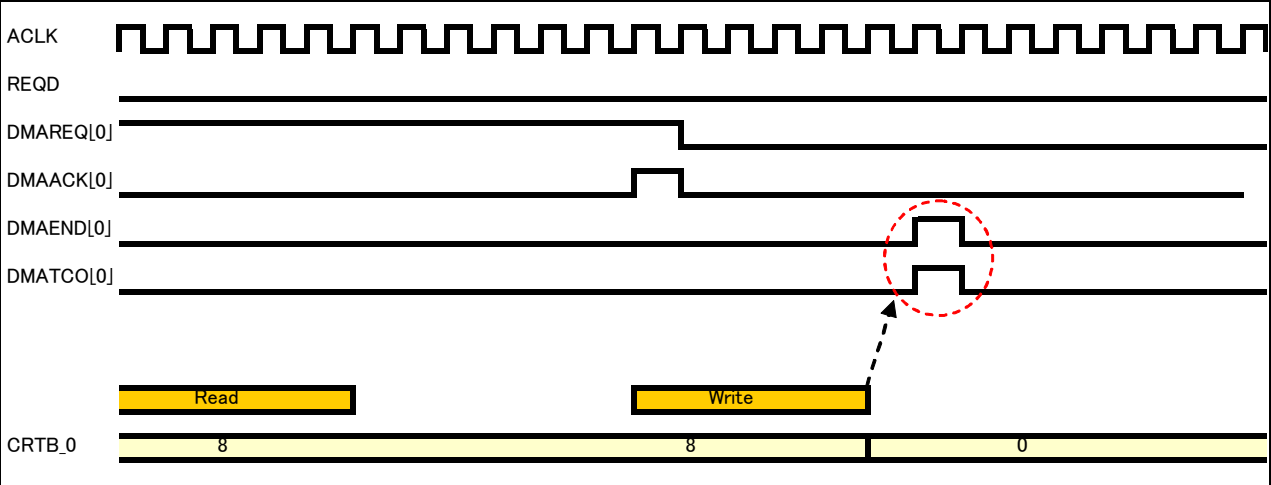 ACLK
REQD
DMAREQ[0]
DMAACK[0]
DMAEND[0]
DMATCO[0]
Read Write
CRTB_0 8 8 0